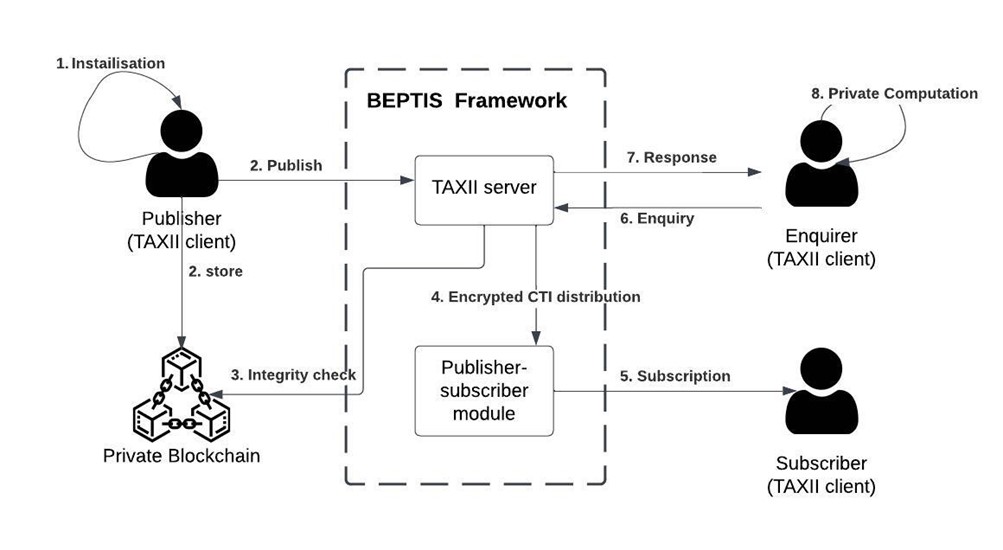 1. Instailisation
BEPTIS Framework
8. Private Computation
2. Publish
TAXII server
7. Response
6. Enquiry
Publisher
(TAXII client)
Enquirer
(TAXII client)
2. store
4. Encrypted CTI distribution
3. Integrity check
Publisher-
subscriber
module
5. Subscription
Private Blockchain
Subscriber
(TAXII client)